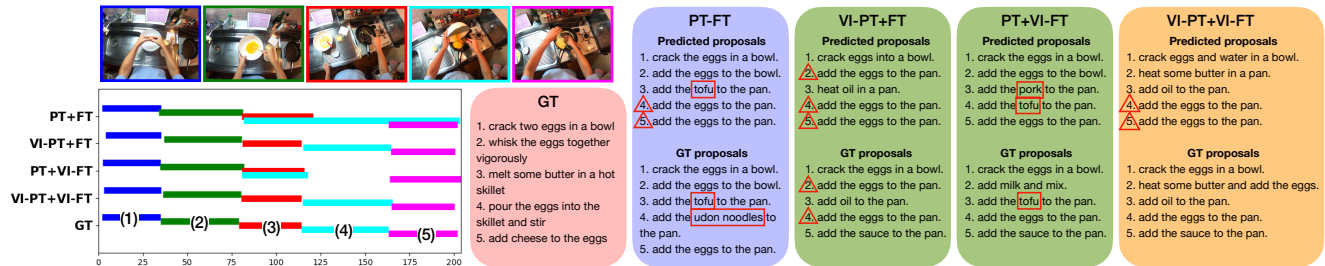 PT+FT
VI-PT+FT
PT+VI-FT
VI-PT+VI-FT
GT
(1)
(2)
(3)
(4)
(5)
0 25 50 75 100 125 150 175 200
GT
1. crack two eggs in a bowl
2. whisk the eggs together
vigorously
3. melt some butter in a hot
skillet
4. pour the eggs into the
skillet and stir
5. add cheese to the eggs
PT-FT
Predicted proposals
1. crack the eggs in a bowl.
2. add the eggs to the bowl.
3. add the tofu to the pan.
4. add the eggs to the pan.
5. add the eggs to the pan.
GT proposals
1. crack the eggs in a bowl.
2. add the eggs to the bowl.
3. add the tofu to the pan.
4. add the udon noodles to
the pan.
5. add the eggs to the pan.
VI-PT+FT
Predicted proposals
1. crack eggs into a bowl.
2. add the eggs to the pan.
3. heat oil in a pan.
4. add the eggs to the pan.
5. add the eggs to the pan.
GT proposals
1. crack the eggs in a bowl.
2. add the eggs to the pan.
3. add oil to the pan.
4. add the eggs to the pan.
5. add the sauce to the pan.
PT+VI-FT
Predicted proposals
1. crack the eggs in a bowl.
2. add the eggs to the bowl.
3. add the pork to the pan.
4. add the tofu to the pan.
GT proposals
1. crack the eggs in a bowl.
2. add milk and mix.
3. add the tofu to the pan.
4. add the eggs to the pan.
5. add the sauce to the pan.
VI-PT+VI-FT
Predicted proposals
1. crack eggs and water in a bowl.
2. heat some butter in a pan.
3. add oil to the pan.
4. add the eggs to the pan.
5. add the eggs to the pan.
GT proposals
1. crack the eggs in a bowl.
2. heat some butter and add the eggs.
3. add oil to the pan.
4. add the eggs to the pan.
5. add the sauce to the pan.